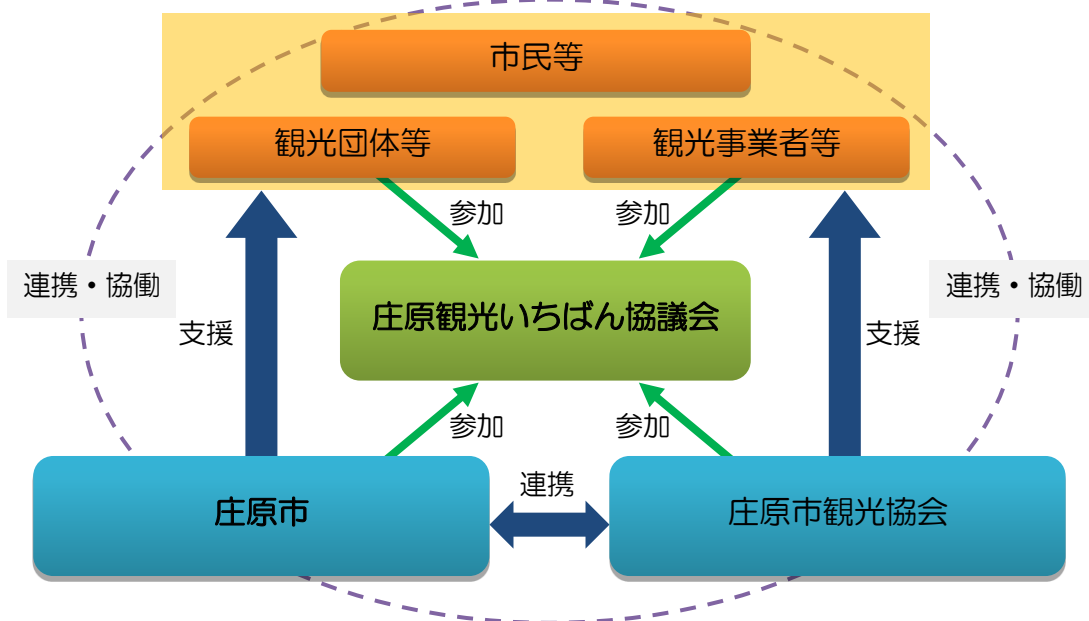 市民等
観光団体等
観光事業者等
参加
参加
連携・協働
連携・協働
庄原観光いちばん協議会
支援
支援
参加
参加
連携
庄原市
庄原市観光協会